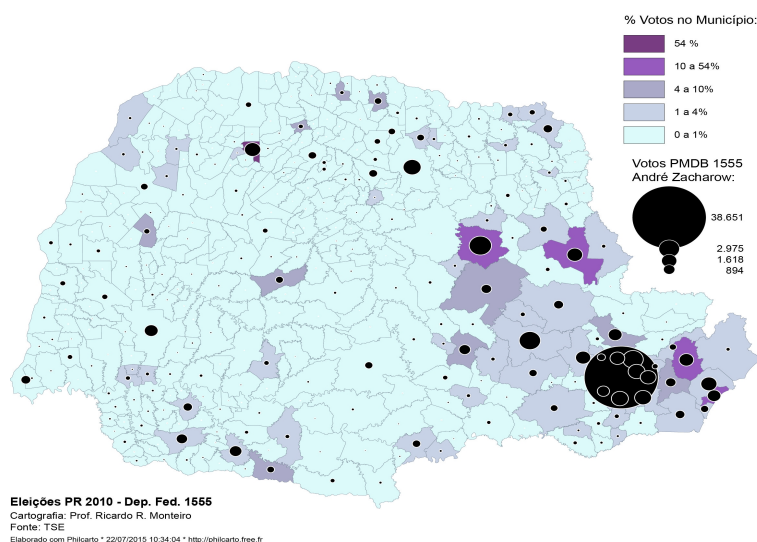 % Votos no Município:
54 %
10 a 54%
4 a 10%
1 a 4%
0 a 1%
Votos PMDB 1555
André Zacharow:
38.651
2.975
1.618
894
Eleições PR 2010 - Dep. Fed. 1555
Cartografia: Prof. Ricardo R. Monteiro
Fonte: TSE
Elaborado com Philcarto * 22/07/2015 10:34:04 * http://philcarto.free.fr